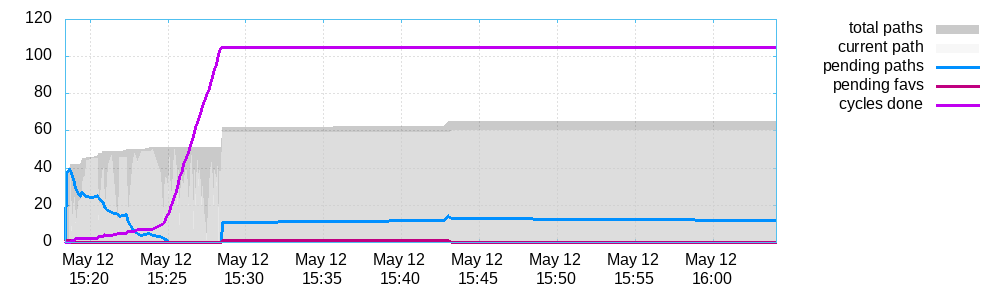 120
100
80
60
40
20
0
May 12 May 12 May 12 May 12 May 12 May 12 May 12 May 12 May 12
15:20 15:25 15:30 15:35 15:40 15:45 15:50 15:55 16:00
total paths
current path
pending paths
pending favs
cycles done